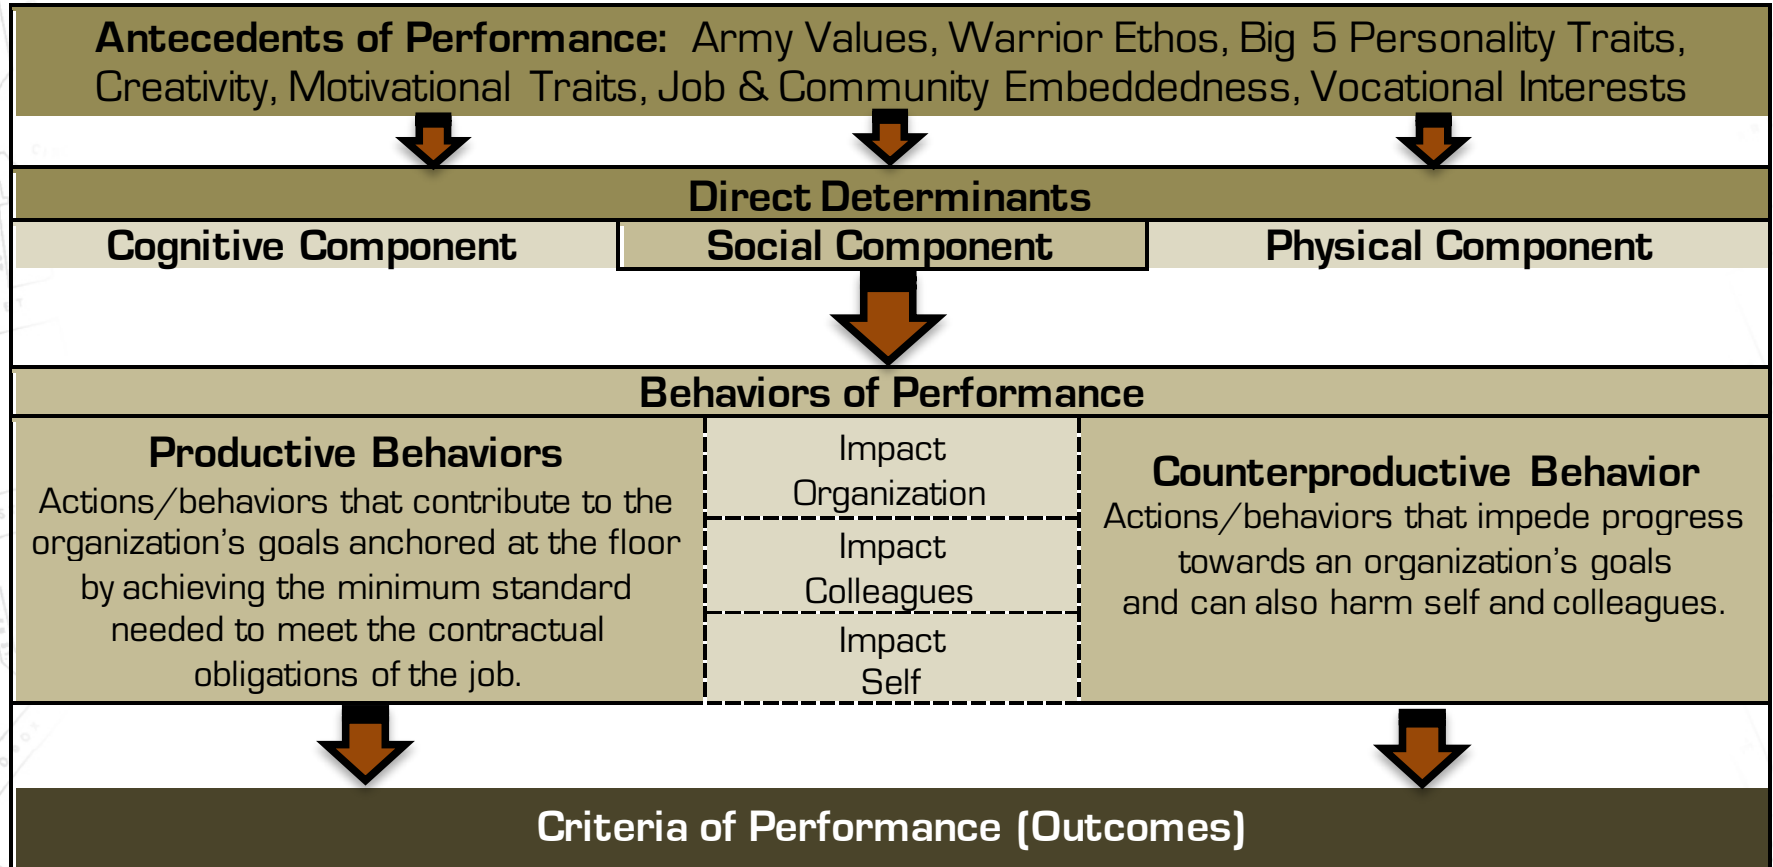 Antecedents of Performance: Army Values, Warrior Ethos, Big 5 Personality Traits,
Creativity, Motivational Traits, Job & Community Embeddedness, Vocational Interests
Direct Determinants
Cognitive Component
Social Component
Physical Component
Behaviors of Performance
Productive Behaviors
Actions/behaviors that contribute to the
organization's goals anchored at the floor
by achieving the minimum standard
needed to meet the contractual
obligations of the job.
Impact
Organization
Impact
Colleagues
Impact
Self
Counterproductive Behavior
Actions/behaviors that impede progress
towards an organization's goals
and can also harm self and colleagues.
Criteria of Performance (Outcomes)